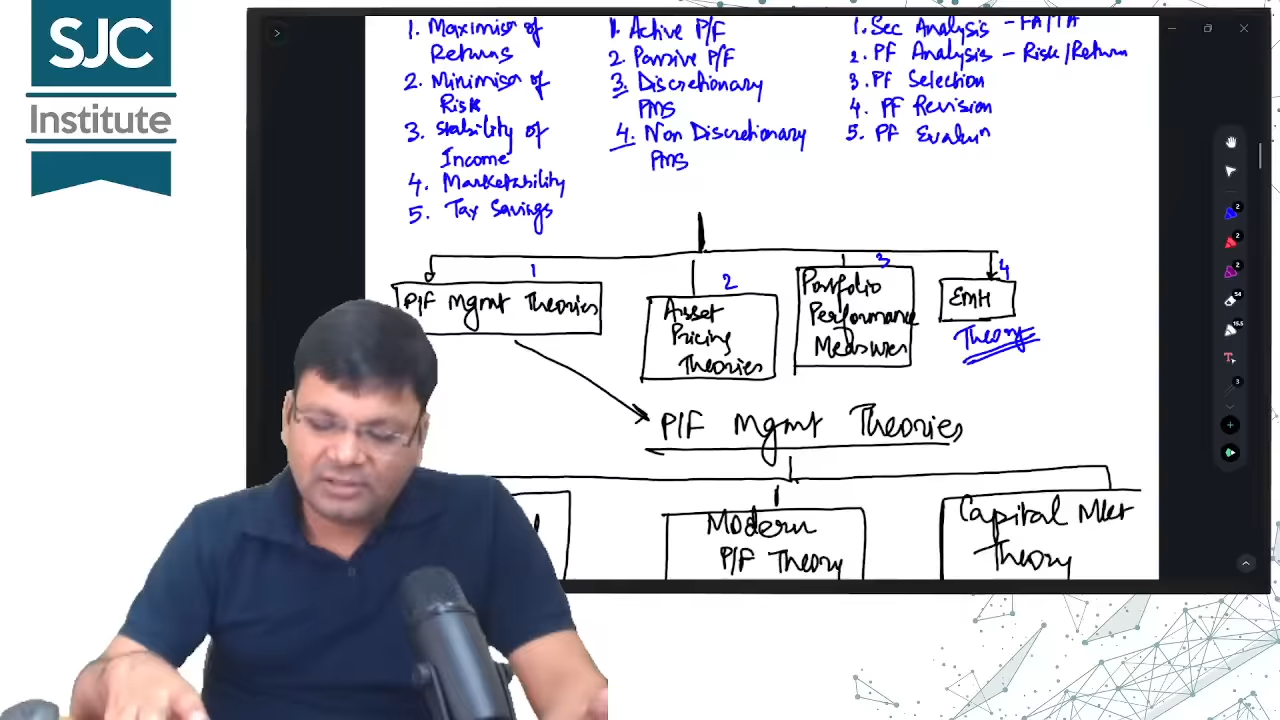 SJC
Institute
1. Maximisn of
Returns
2. Minimisn of
Risk
3. Stability of
Income
4. Marketability
5. Tax Savings
1. Active P/F
2. Passive P/F
3. Discretionary
PMS
4. Non Discretionary
PMS
1. Sec Analysis - FA/TA
2. PF Analysis - Risk/Return
3. PF Selection
4. PF Revision
5. PF Evalun
1
P/F Mgmt Theories
2
Asset
Pricing
Theories
3
Portfolio
Performance
Measures
4
EMH
Theory
P/F Mgmt Theories
Modern
P/F Theory
Capital Mkt
Theory